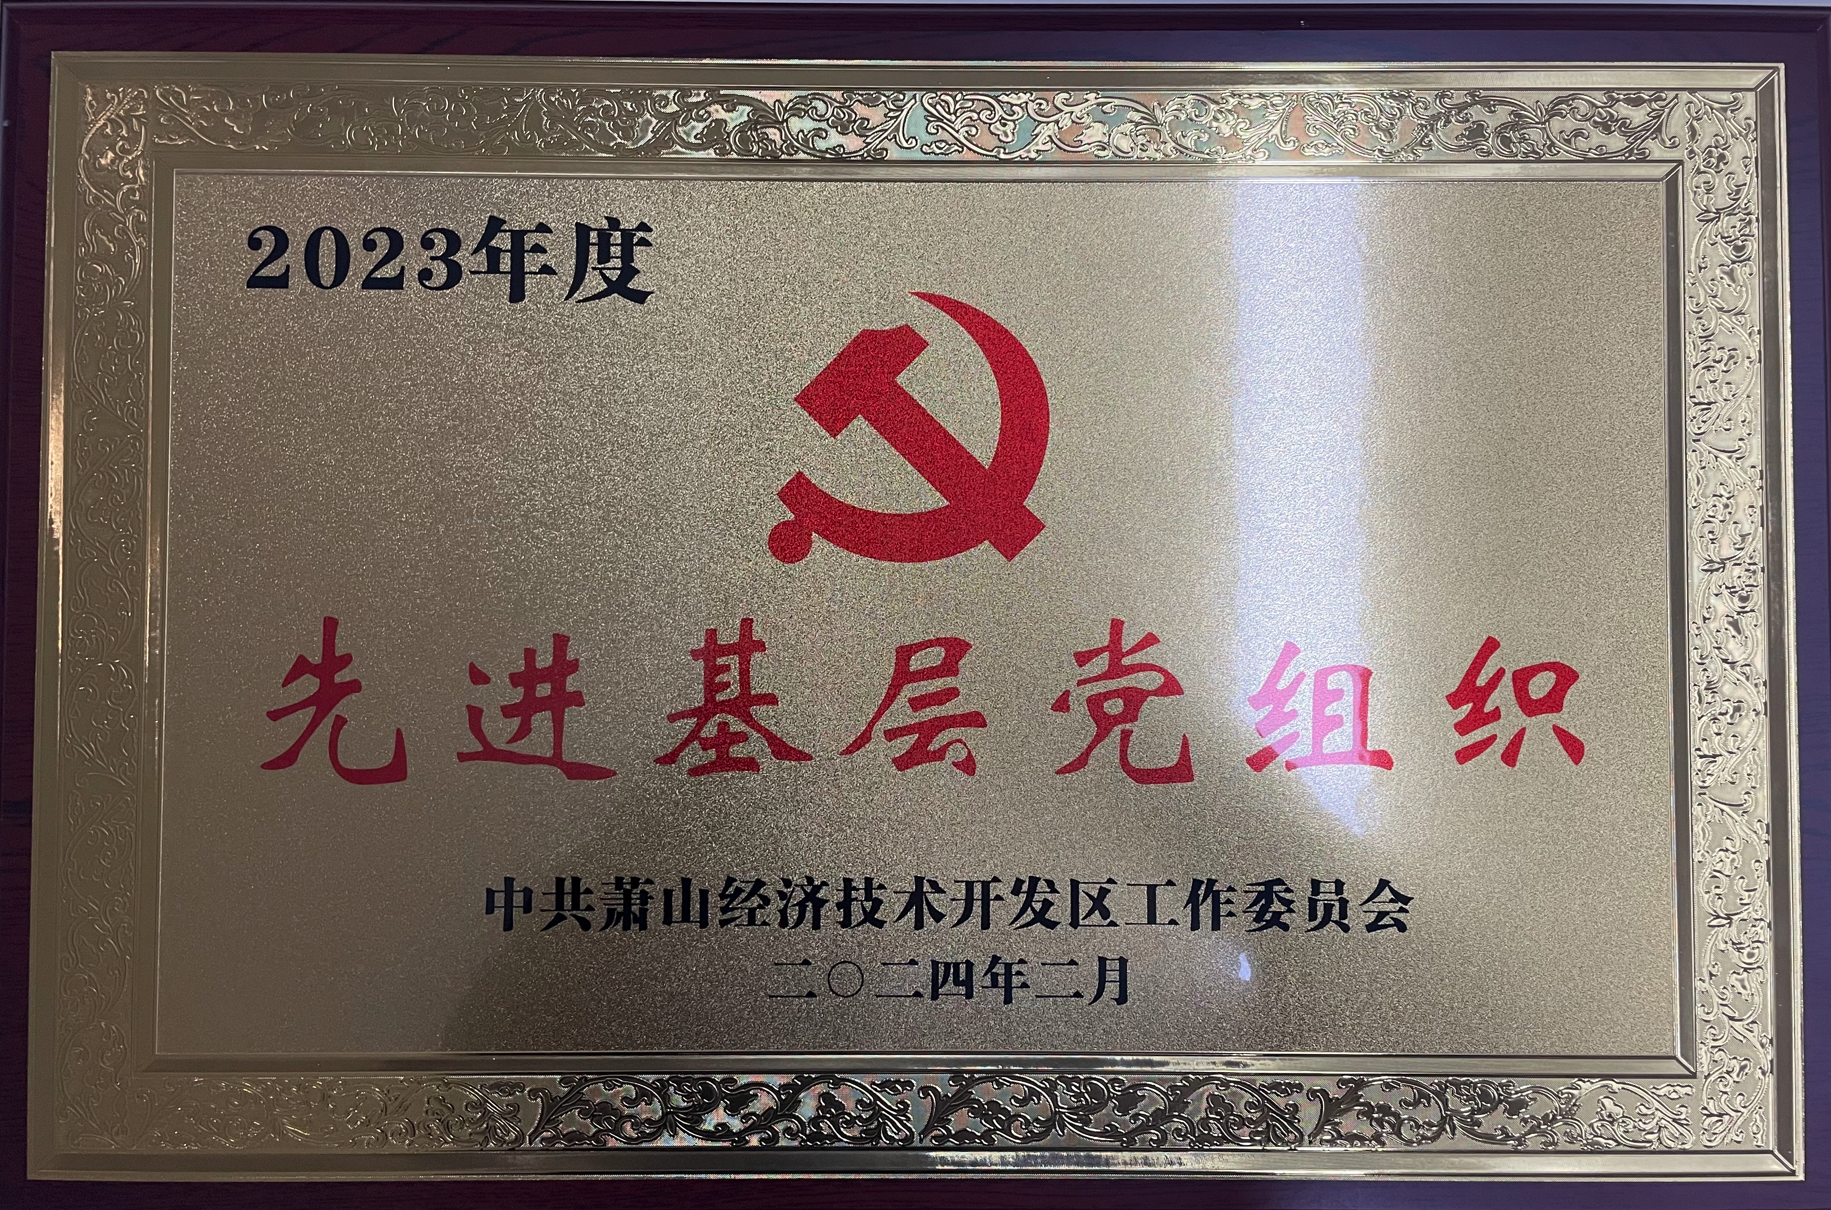 2023年度
先进基层党组织
中共萧山经济技术开发区工作委员会
二〇二四年二月